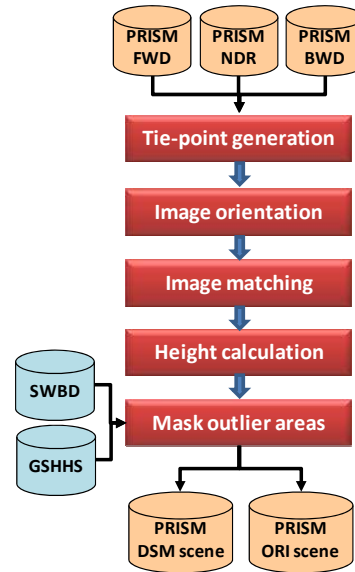 PRISM
FWD
PRISM
NDR
PRISM
BWD
Tie-point generation
Image orientation
Image matching
Height calculation
SWBD
GSHHS
Mask outlier areas
PRISM
DSM scene
PRISM
ORI scene